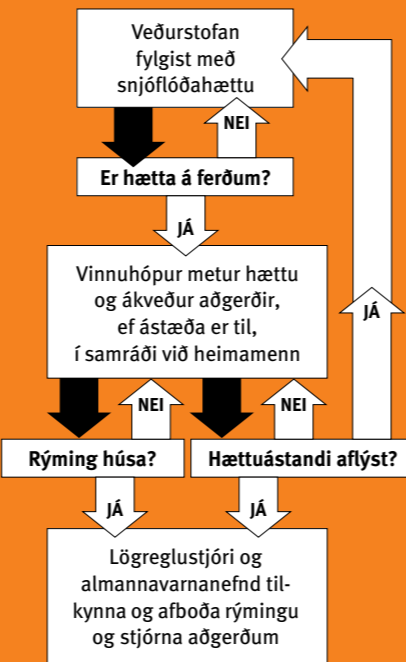 Veðurstofan
fylgist með
snjóflóðahættu
NEI
Er hætta á ferðum?
JÁ
Vinnuhópur metur hættu
og ákveður aðgerðir,
ef ástæða er til,
í samráði við heimamenn
JÁ
NEI
NEI
Rýming húsa?
Hættuástandi aflýst?
JÁ
JÁ
Lögreglustjóri og
almannavarnanefnd til-
kynna og afboða rýmingu
og stjórna aðgerðum